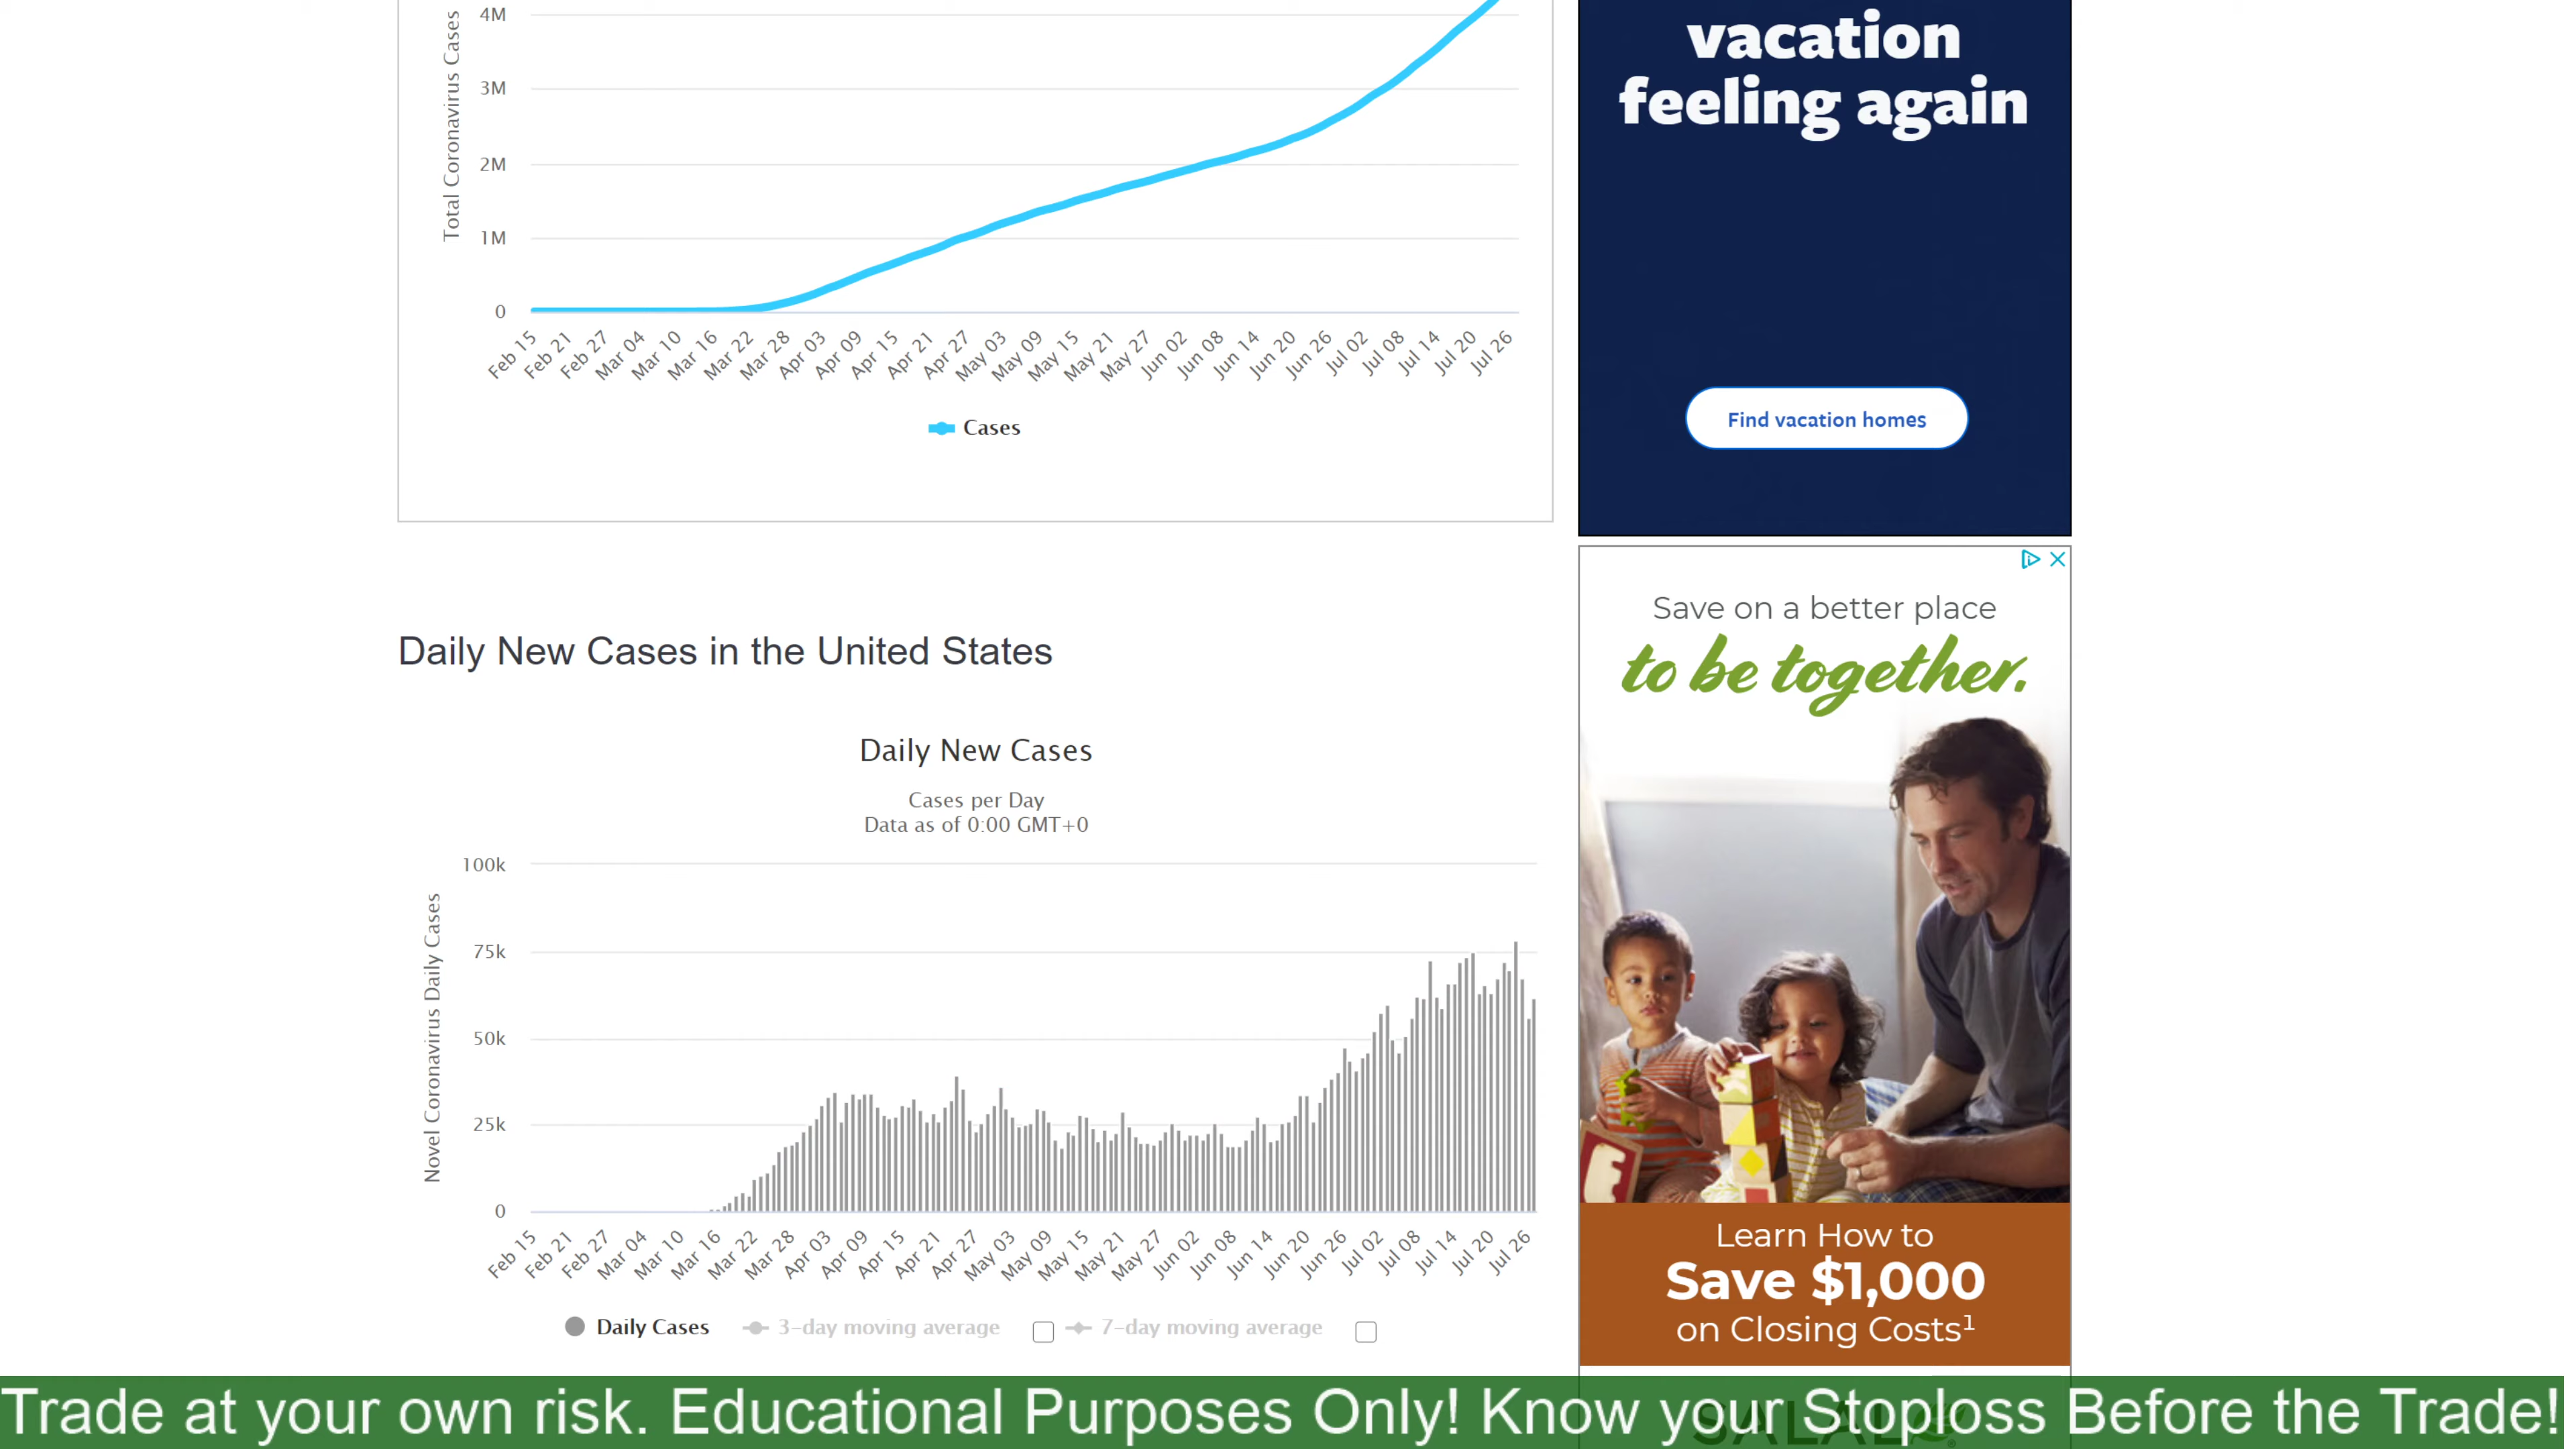 Total Coronavirus Cases
4M
3M
2M
1M
0
Feb 15
Feb 21
Feb 27
Mar 04
Mar 10
Mar 16
Mar 22
Mar 28
Apr 03
Apr 09
Apr 15
Apr 21
Apr 27
May 03
May 09
May 15
May 21
May 27
Jun 02
Jun 08
Jun 14
Jun 20
Jun 26
Jul 02
Jul 08
Jul 14
Jul 20
Jul 26
Cases
vacation
feeling again
Find vacation homes
Daily New Cases in the United States
Daily New Cases
Cases per Day
Data as of 0:00 GMT+0
Novel Coronavirus Daily Cases
100k
75k
50k
25k
0
Feb 15
Feb 21
Feb 27
Mar 04
Mar 10
Mar 16
Mar 22
Mar 28
Apr 03
Apr 09
Apr 15
Apr 21
Apr 27
May 03
May 09
May 15
May 21
May 27
Jun 02
Jun 08
Jun 14
Jun 20
Jun 26
Jul 02
Jul 08
Jul 14
Jul 20
Jul 26
Daily Cases
3-day moving average
7-day moving average
Save on a better place
to be together.
Learn How to
Save $1,000
on Closing Costs¹
Trade at your own risk. Educational Purposes Only! Know your Stoploss Before the Trade!